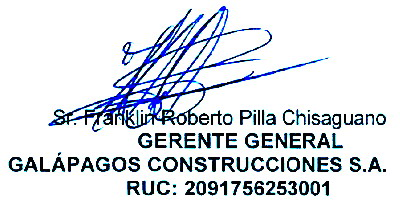 Sr. Franklin Roberto Pilla Chisaguano
GERENTE GENERAL
GALÁPAGOS CONSTRUCCIONES S.A.
RUC: 2091756253001